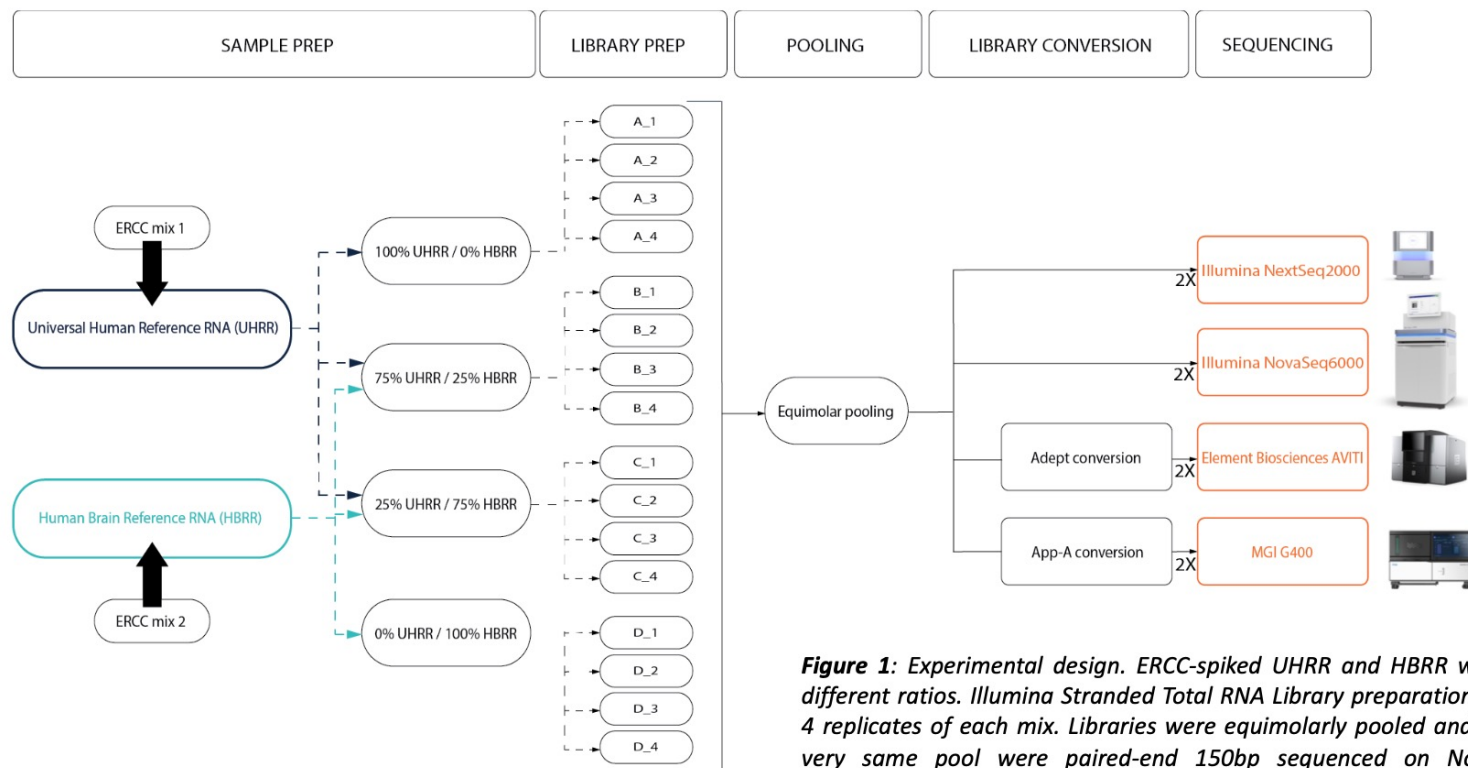 SAMPLE PREP
LIBRARY PREP
POOLING
LIBRARY CONVERSION
SEQUENCING
ERCC mix 1
Universal Human Reference RNA (UHRR)
Human Brain Reference RNA (HBRR)
ERCC mix 2
100% UHRR / 0% HBRR
75% UHRR / 25% HBRR
25% UHRR / 75% HBRR
0% UHRR / 100% HBRR
A_1
A_2
A_3
A_4
B_1
B_2
B_3
B_4
C_1
C_2
C_3
C_4
D_1
D_2
D_3
D_4
Equimolar pooling
Adept conversion
App-A conversion
2X
Illumina NextSeq2000
2X
Illumina NovaSeq6000
2X
Element Biosciences AVITI
2X
MGI G400
Figure 1: Experimental design. ERCC-spiked UHRR and HBRR
different ratios. Illumina Stranded Total RNA Library preparation
4 replicates of each mix. Libraries were equimolarly pooled and
very same pool were paired-end 150bp sequenced on